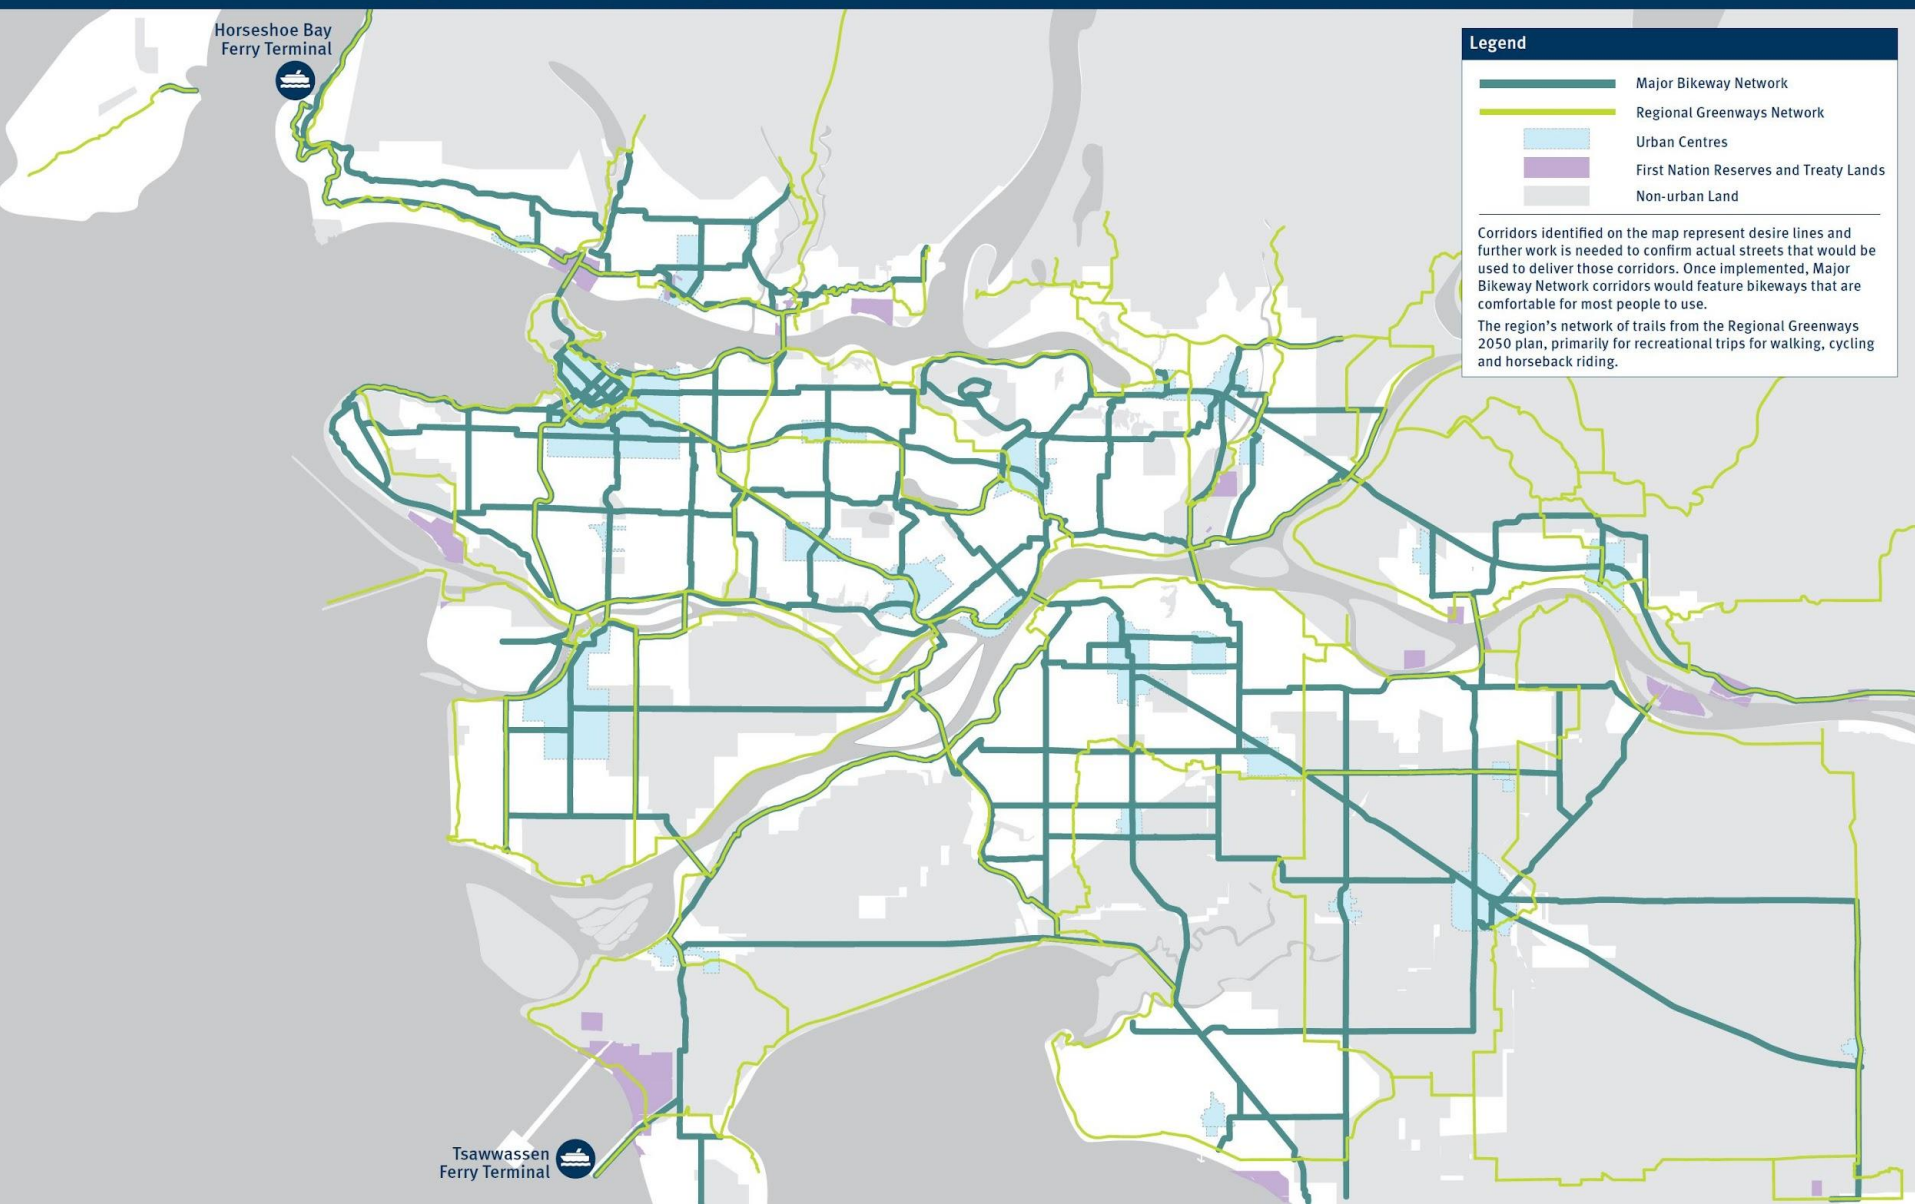 Horseshoe Bay
Ferry Terminal
Legend
Major Bikeway Network
Regional Greenways Network
Urban Centres
First Nation Reserves and Treaty Lands
Non-urban Land
Corridors identified on the map represent desire lines and
further work is needed to confirm actual streets that would be
used to deliver those corridors. Once implemented, Major
Bikeway Network corridors would feature bikeways that are
comfortable for most people to use.
The region's network of trails from the Regional Greenways
2050 plan, primarily for recreational trips for walking, cycling
and horseback riding.
Tsawwassen
Ferry Terminal